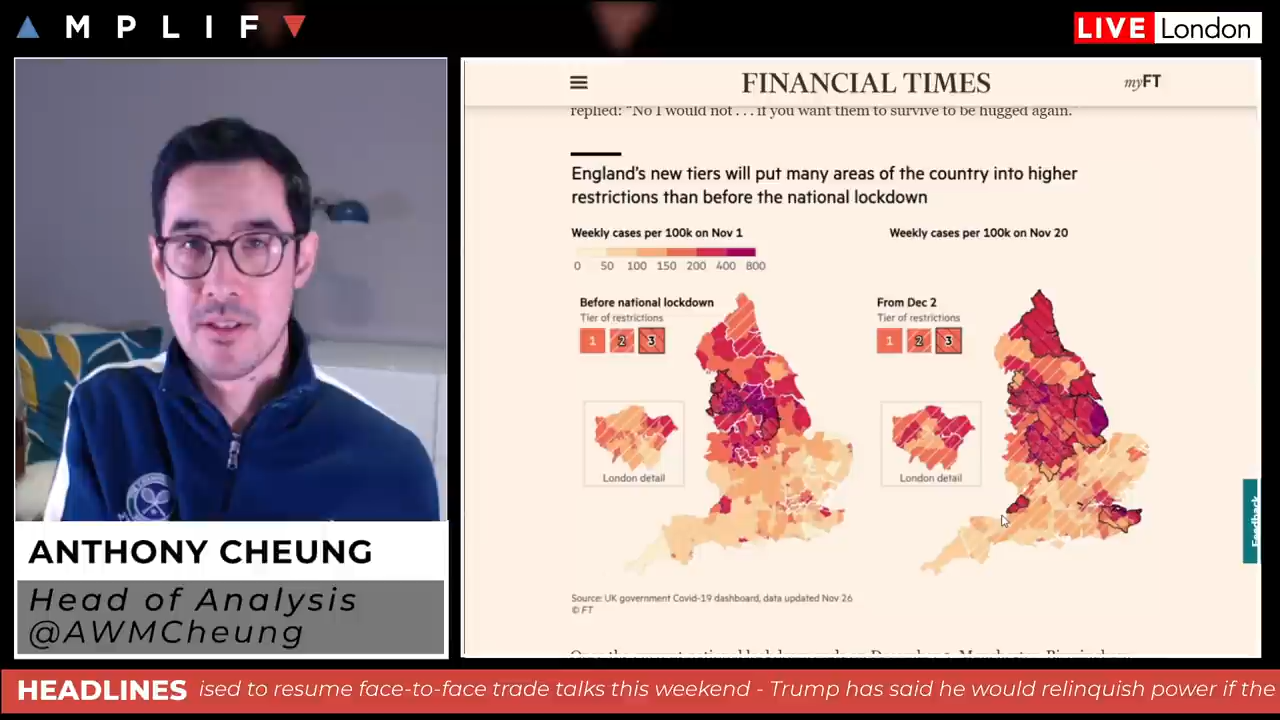 AMPLIFY
LIVE London
FINANCIAL TIMES
myFT
replied: “No I would not . . . if you want them to survive to be hugged again.”
England’s new tiers will put many areas of the country into higher
restrictions than before the national lockdown
Weekly cases per 100k on Nov 1
0 50 100 150 200 400 800
Before national lockdown
Tier of restrictions
1 2 3
London detail
Weekly cases per 100k on Nov 20
From Dec 2
Tier of restrictions
1 2 3
London detail
Source: UK government Covid-19 dashboard, data updated Nov 26
© FT
Feedback
ANTHONY CHEUNG
Head of Analysis
@AWMCheung
HEADLINES ised to resume face-to-face trade talks this weekend - Trump has said he would relinquish power if the